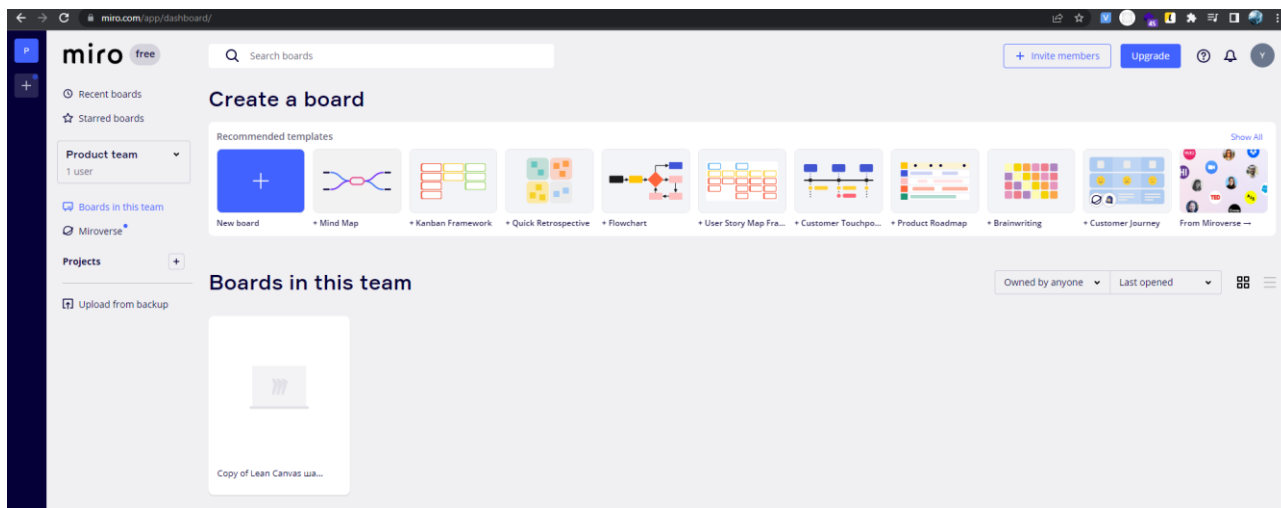 miro.com/app/dashboard/
P
miro free
Search boards
+ Invite members
Upgrade
Y
Recent boards
Starred boards
Product team
1 user
Boards in this team
Miroverse
Projects
Upload from backup
Create a board
Recommended templates
Show All
New board
+ Mind Map
+ Kanban Framework
+ Quick Retrospective
+ Flowchart
+ User Story Map Fra...
+ Customer Touchpo...
+ Product Roadmap
+ Brainwriting
+ Customer Journey
From Miroverse →
TED
Boards in this team
Owned by anyone
Last opened
Copy of Lean Canvas ша...